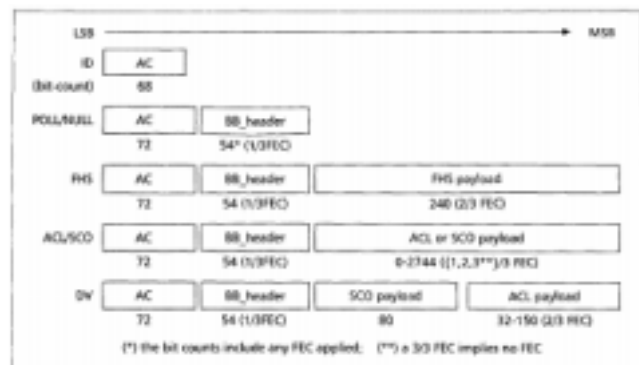 LSB MSB
ID AC
(bit-count) 68
POLL/NULL AC BB_header
72 54* (1/3FEC)
FHS AC BB_header FHS payload
72 54 (1/3FEC) 240 (2/3 FEC)
ACL/SCO AC BB_header ACL or SCO payload
72 54 (1/3FEC) 0-2744 ({1,2,3**}/3 FEC)
DV AC BB_header SCO payload ACL payload
72 54 (1/3FEC) 80 32-150 (2/3 FEC)
(*) the bit counts include any FEC applied; (**) a 3/3 FEC implies no FEC